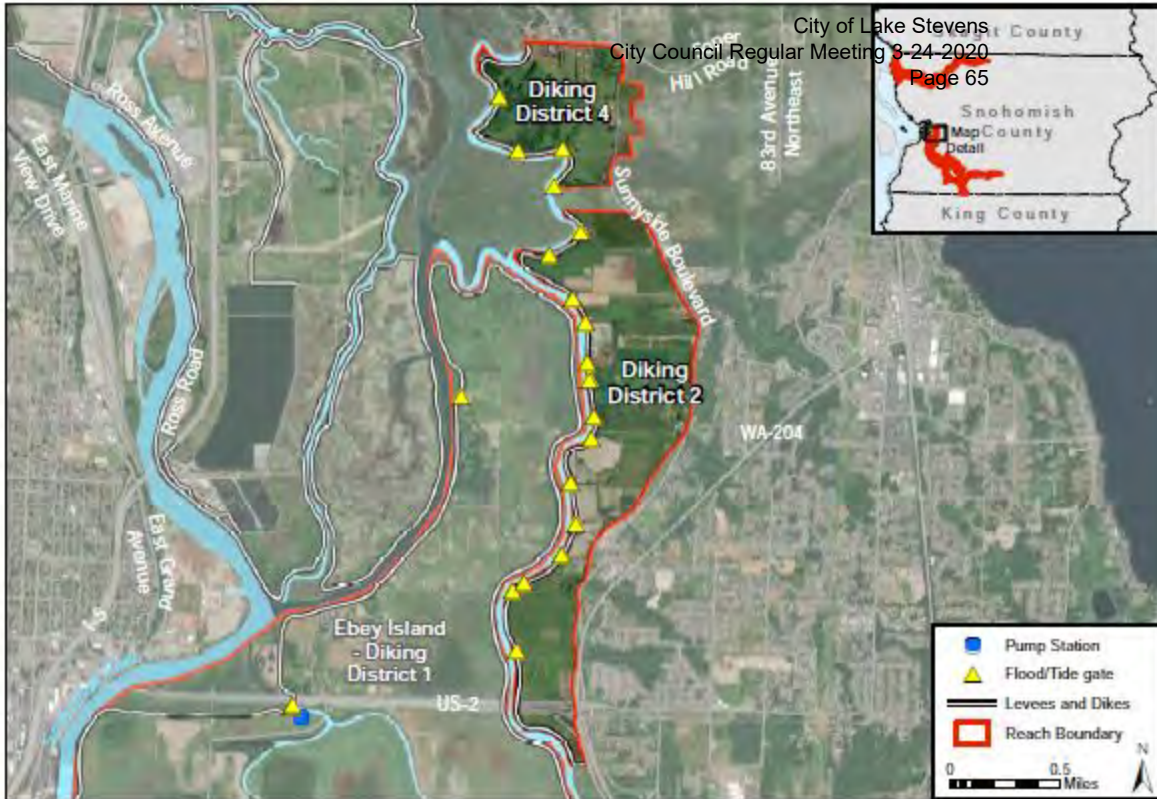 City of Lake Stevens
City Council Regular Meeting 3-24-2020
Page 65
Skagit County
Snohomish
County
Map
Detail
King County
Hill Road
83rd Avenue
Northeast
Diking
District 4
Sunnyside Boulevard
Ross Avenue
East Marine
View Drive
Ross Road
Diking
District 2
WA-204
East Grand
Avenue
Ebey Island
- Diking
District 1
US-2
Pump Station
Flood/Tide gate
Levees and Dikes
Reach Boundary
N
0 0.5
Miles